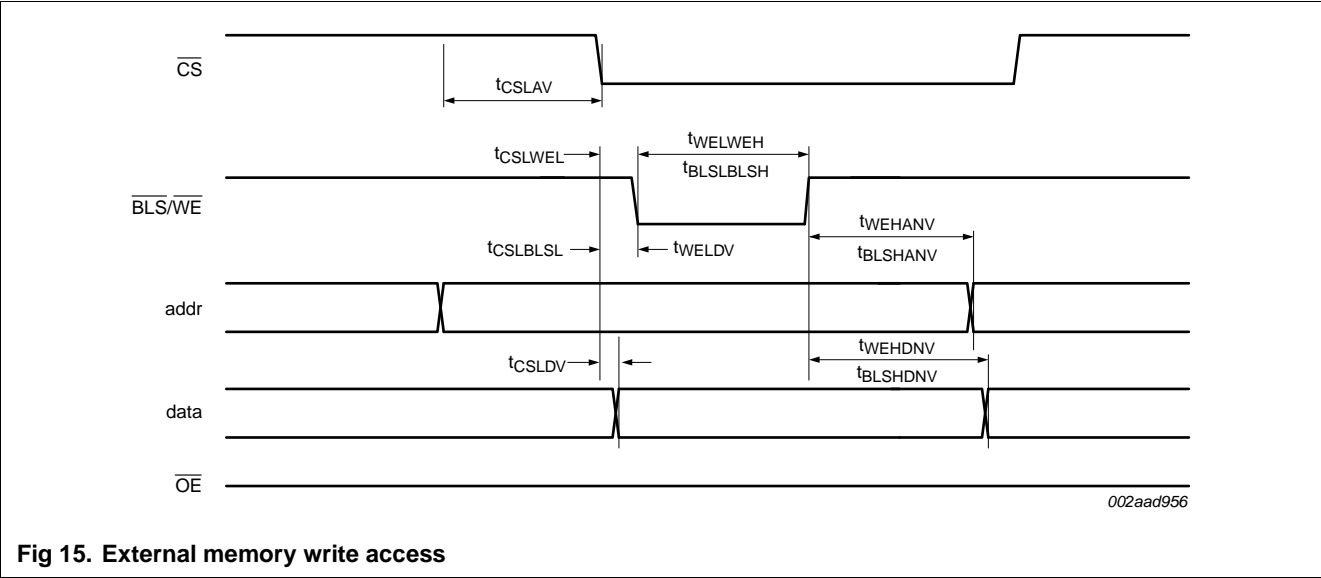 CS
tCSLAV
tCSLWEL
tWELWEH
tBLSLBLSH
BLS/WE
tWEHANV
tCSLBLSL
tWELDV
tBLSHANV
addr
tWEHDNV
tCSLDV
tBLSHDNV
data
OE
002aad956
Fig 15. External memory write access